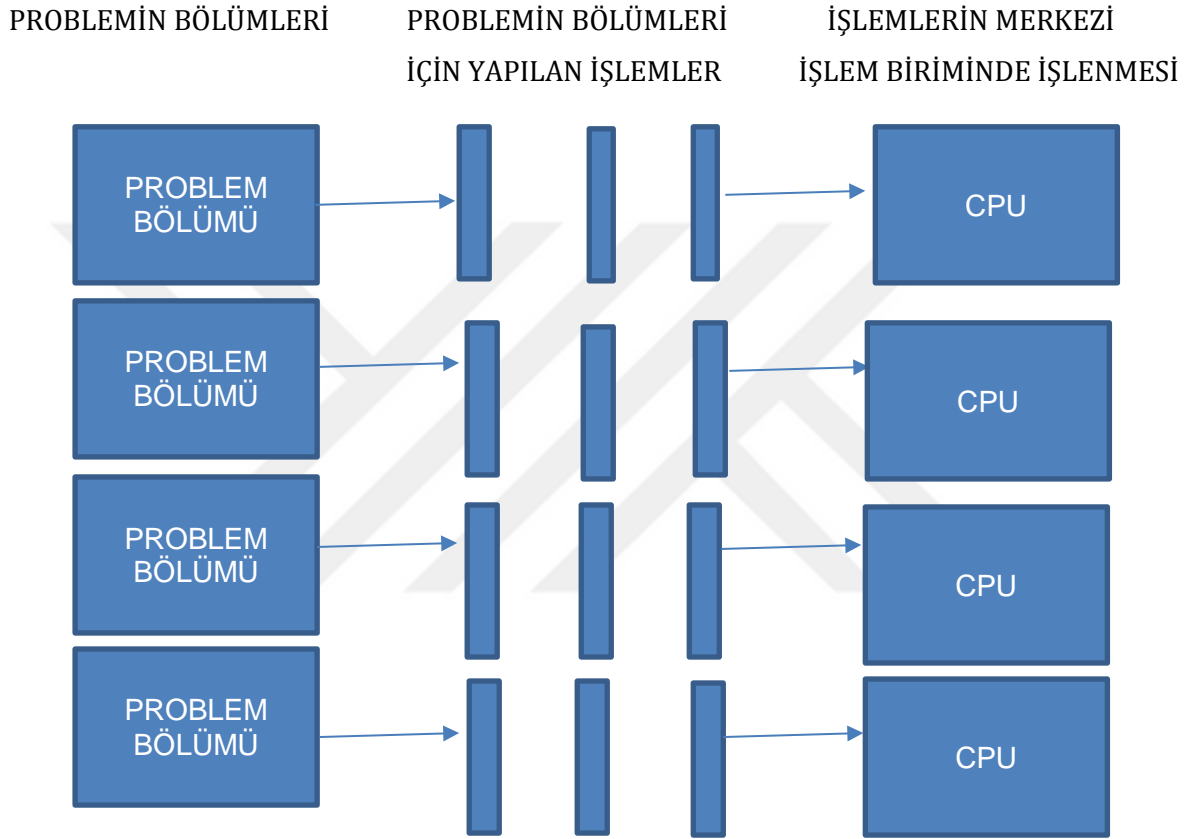 PROBLEMİN BÖLÜMLERİ
PROBLEMİN BÖLÜMLERİ
İÇİN YAPILAN İŞLEMLER
İŞLEMLERİN MERKEZİ
İŞLEM BİRİMİNDE İŞLENMESİ
PROBLEM
BÖLÜMÜ
CPU
PROBLEM
BÖLÜMÜ
CPU
PROBLEM
BÖLÜMÜ
CPU
PROBLEM
BÖLÜMÜ
CPU